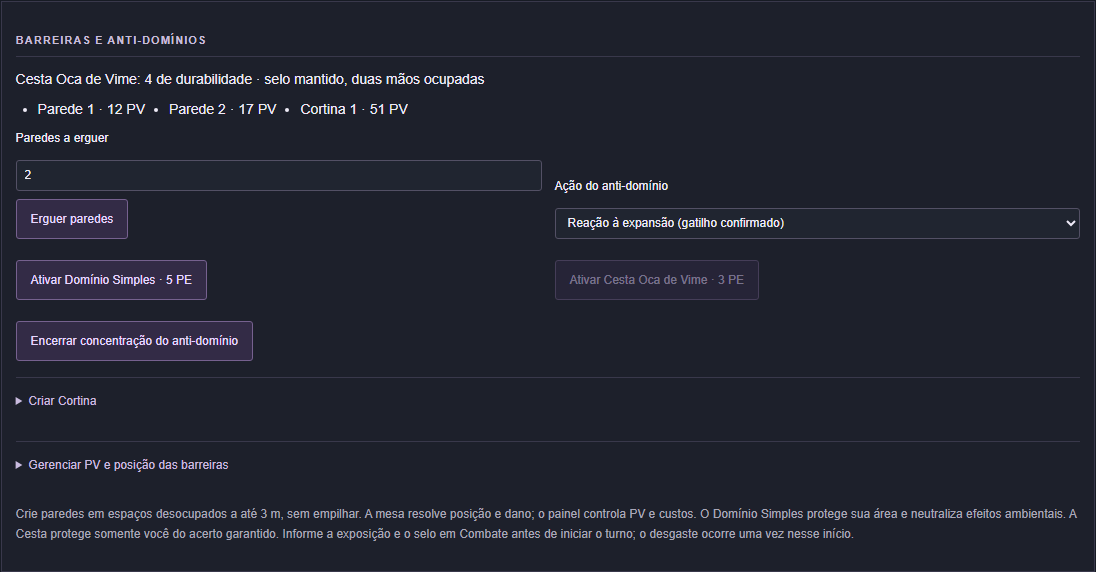 BARREIRAS E ANTI-DOMÍNIOS
Cesta Oca de Vime: 4 de durabilidade · selo mantido, duas mãos ocupadas
• Parede 1 · 12 PV • Parede 2 · 17 PV • Cortina 1 · 51 PV
Paredes a erguer
2
Ação do anti-domínio
Erguer paredes
Reação à expansão (gatilho confirmado)
Ativar Domínio Simples · 5 PE
Ativar Cesta Oca de Vime · 3 PE
Encerrar concentração do anti-domínio
Criar Cortina
Gerenciar PV e posição das barreiras
Crie paredes em espaços desocupados a até 3 m, sem empilhar. A mesa resolve posição e dano; o painel controla PV e custos. O Domínio Simples protege sua área e neutraliza efeitos ambientais. A
Cesta protege somente você do acerto garantido. Informe a exposição e o selo em Combate antes de iniciar o turno; o desgaste ocorre uma vez nesse início.